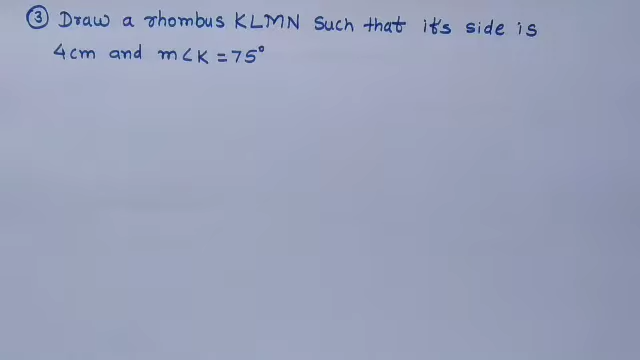 ③ Draw a rhombus KLMN such that it's side is
4cm and m∠K = 75°